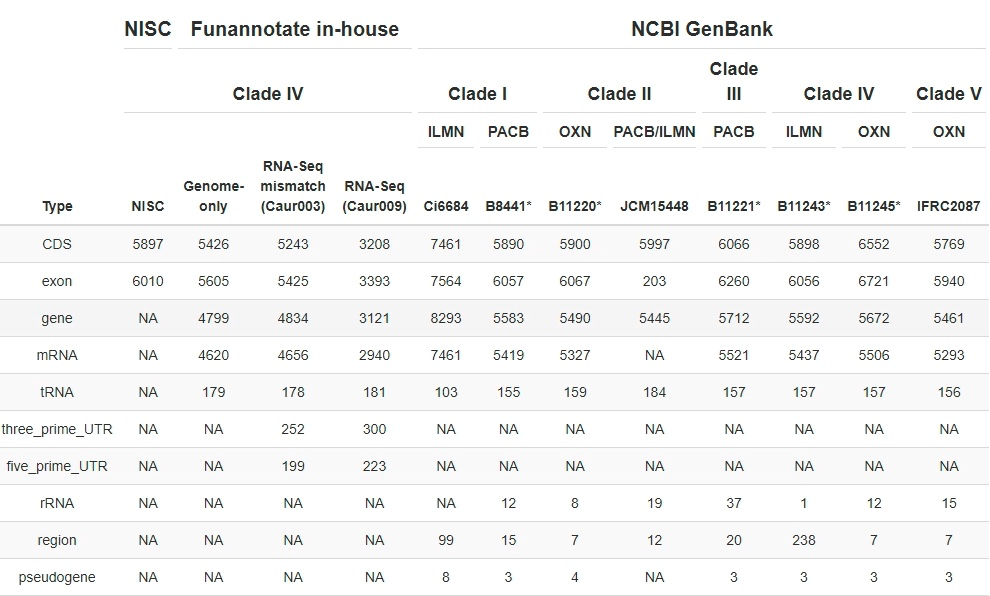 NISC Funannotate in-house NCBI GenBank
Clade IV Clade I Clade II Clade III Clade IV Clade V
ILMN PACB OXN PACB/ILMN PACB ILMN OXN OXN
Type NISC Genome-only RNA-Seq mismatch (Caur003) RNA-Seq (Caur009) Ci6684 B8441* B11220* JCM15448 B11221* B11243* B11245* IFRC2087
CDS 5897 5426 5243 3208 7461 5890 5900 5997 6066 5898 6552 5769
exon 6010 5605 5425 3393 7564 6057 6067 203 6260 6056 6721 5940
gene NA 4799 4834 3121 8293 5583 5490 5445 5712 5592 5672 5461
mRNA NA 4620 4656 2940 7461 5419 5327 NA 5521 5437 5506 5293
tRNA NA 179 178 181 103 155 159 184 157 157 157 156
three_prime_UTR NA NA 252 300 NA NA NA NA NA NA NA NA
five_prime_UTR NA NA 199 223 NA NA NA NA NA NA NA NA
rRNA NA NA NA NA NA 12 8 19 37 1 12 15
region NA NA NA NA 99 15 7 12 20 238 7 7
pseudogene NA NA NA NA 8 3 4 NA 3 3 3 3